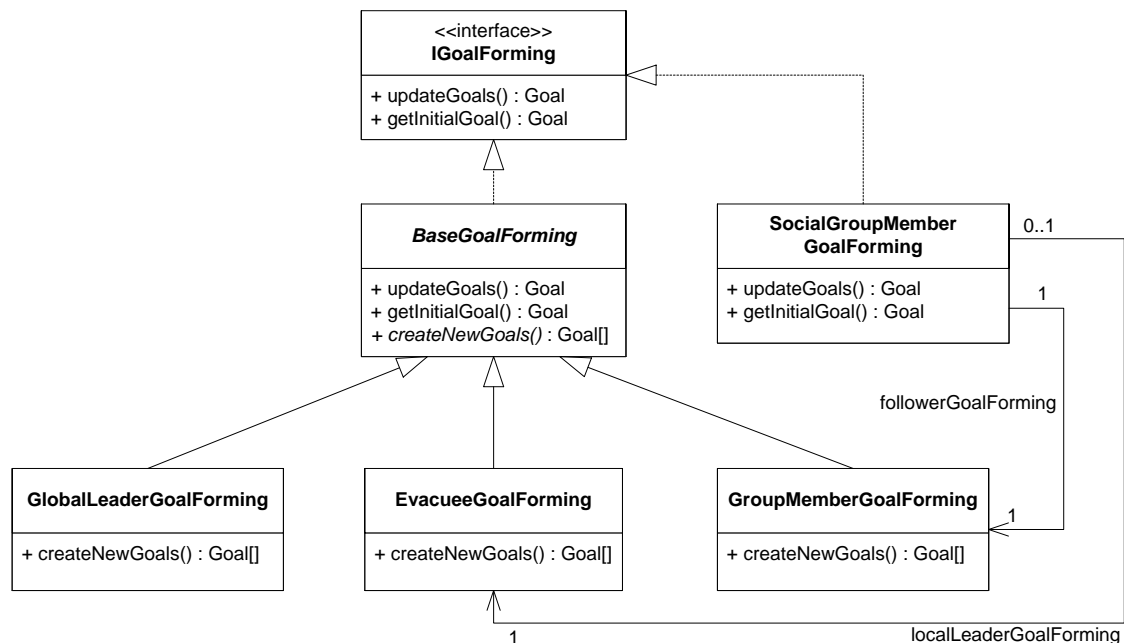 <<interface>>
IGoalForming
+ updateGoals() : Goal
+ getInitialGoal() : Goal
BaseGoalForming
+ updateGoals() : Goal
+ getInitialGoal() : Goal
+ createNewGoals() : Goal[]
SocialGroupMember
GoalForming
+ updateGoals() : Goal
+ getInitialGoal() : Goal
0..1
1
followerGoalForming
GlobalLeaderGoalForming
+ createNewGoals() : Goal[]
EvacueeGoalForming
+ createNewGoals() : Goal[]
GroupMemberGoalForming
+ createNewGoals() : Goal[]
1
1
localLeaderGoalForming